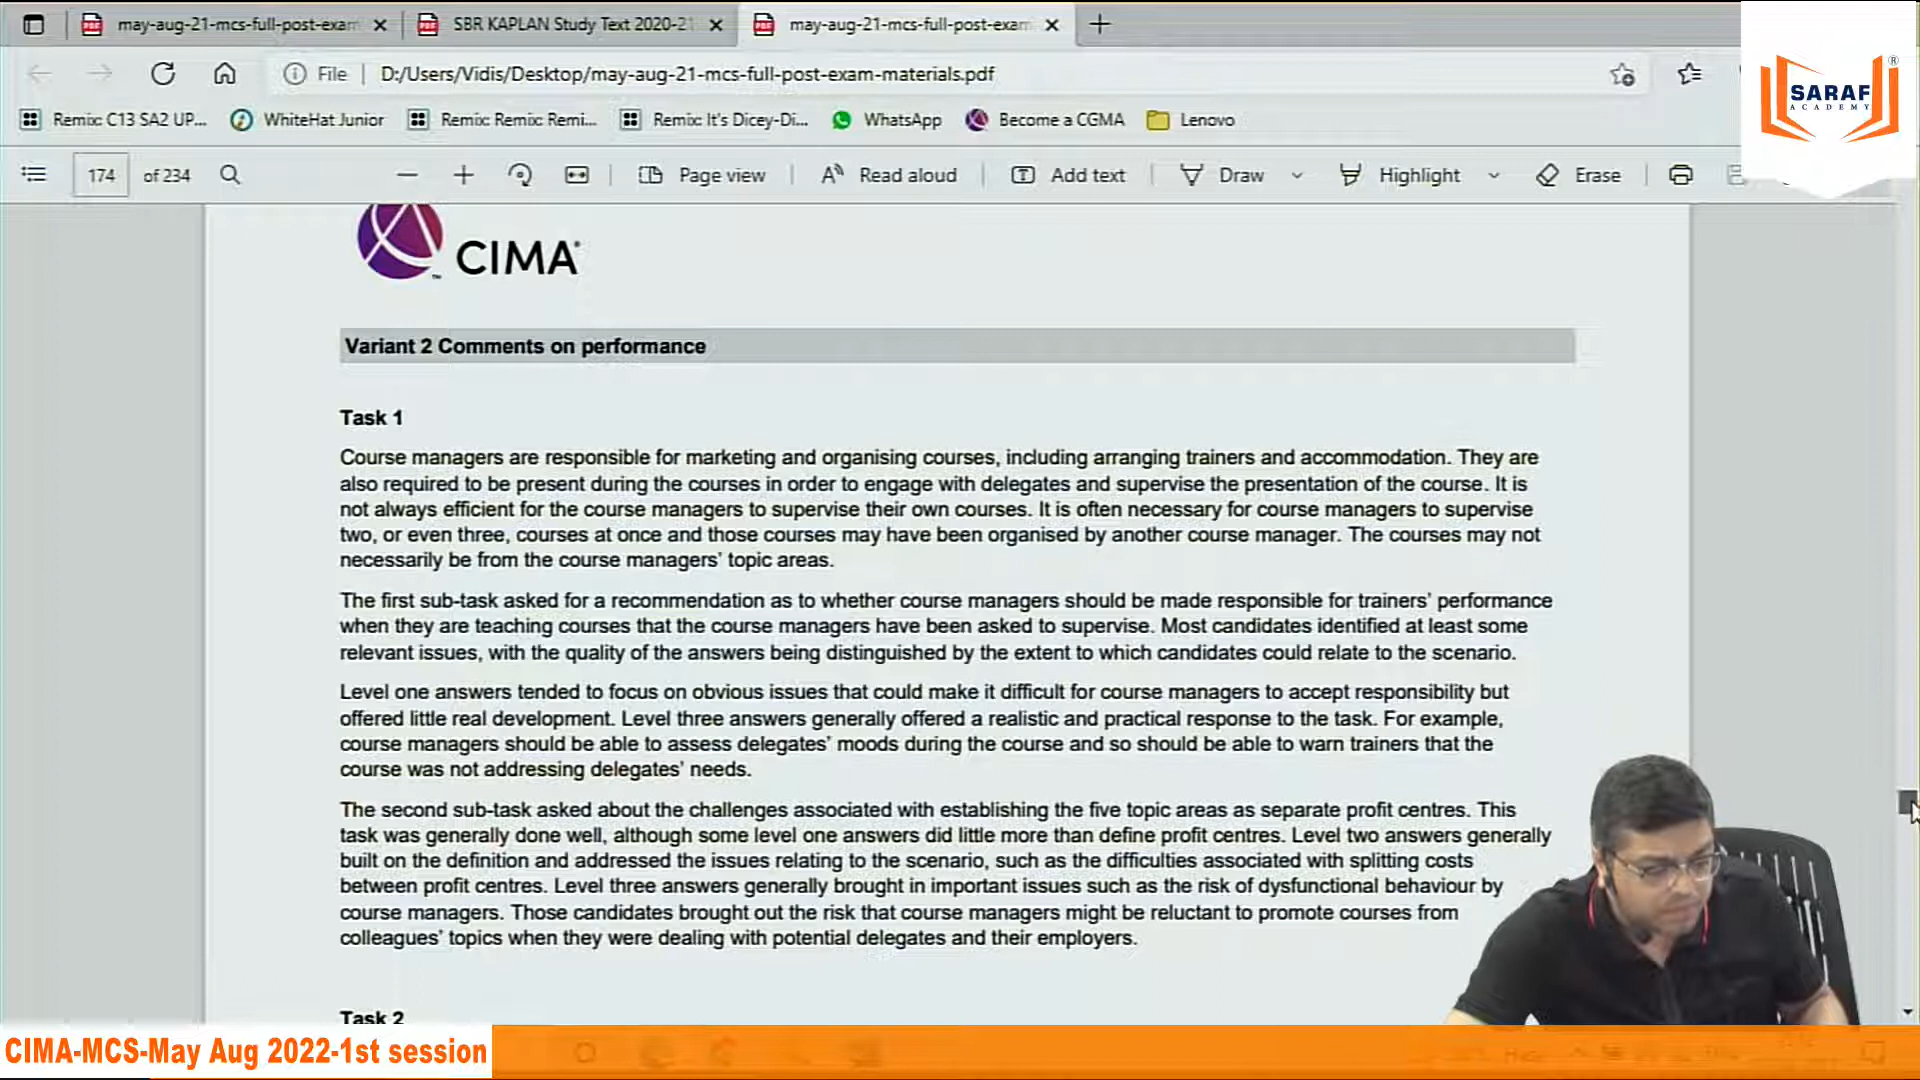 may-aug-21-mcs-full-post-exam
SBR KAPLAN Study Text 2020-21
may-aug-21-mcs-full-post-exam
File
D:/Users/Vidis/Desktop/may-aug-21-mcs-full-post-exam-materials.pdf
SARAF
ACADEMY
Remix: C13 SA2 UP...
WhiteHat Junior
Remix: Remix Remi...
Remix: It's Dicey-Di...
WhatsApp
Become a CGMA
Lenovo
174 of 234
Page view
Read aloud
Add text
Draw
Highlight
Erase
CIMA
Variant 2 Comments on performance
Task 1
Course managers are responsible for marketing and organising courses, including arranging trainers and accommodation. They are
also required to be present during the courses in order to engage with delegates and supervise the presentation of the course. It is
not always efficient for the course managers to supervise their own courses. It is often necessary for course managers to supervise
two, or even three, courses at once and those courses may have been organised by another course manager. The courses may not
necessarily be from the course managers' topic areas.
The first sub-task asked for a recommendation as to whether course managers should be made responsible for trainers' performance
when they are teaching courses that the course managers have been asked to supervise. Most candidates identified at least some
relevant issues, with the quality of the answers being distinguished by the extent to which candidates could relate to the scenario.
Level one answers tended to focus on obvious issues that could make it difficult for course managers to accept responsibility but
offered little real development. Level three answers generally offered a realistic and practical response to the task. For example,
course managers should be able to assess delegates' moods during the course and so should be able to warn trainers that the
course was not addressing delegates' needs.
The second sub-task asked about the challenges associated with establishing the five topic areas as separate profit centres. This
task was generally done well, although some level one answers did little more than define profit centres. Level two answers generally
built on the definition and addressed the issues relating to the scenario, such as the difficulties associated with splitting costs
between profit centres. Level three answers generally brought in important issues such as the risk of dysfunctional behaviour by
course managers. Those candidates brought out the risk that course managers might be reluctant to promote courses from
colleagues' topics when they were dealing with potential delegates and their employers.
Task 2
CIMA-MCS-May Aug 2022-1st session